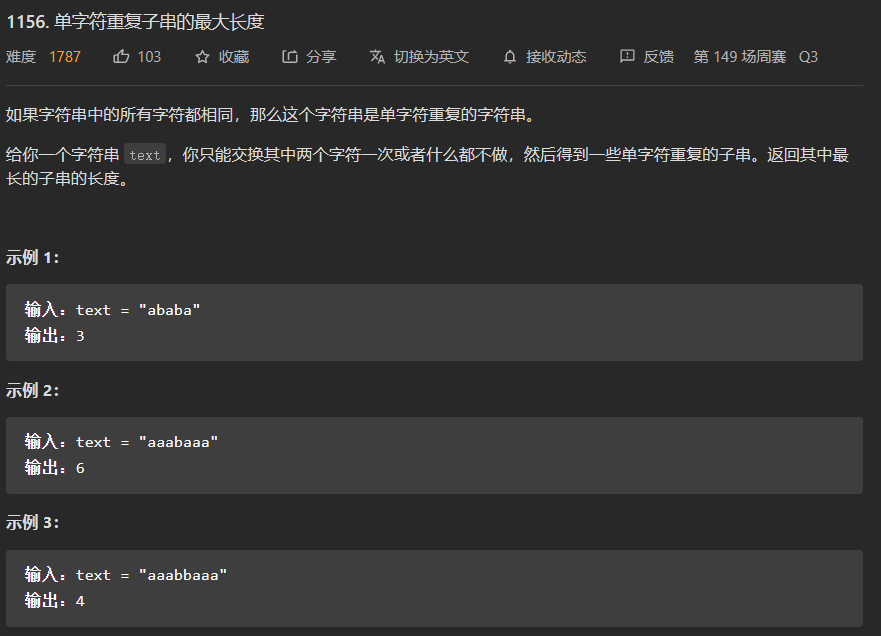 1156. 单字符重复子串的最大长度
难度 1787 103 收藏 分享 切换为英文 接收动态 反馈 第 149 场周赛 Q3
如果字符串中的所有字符都相同，那么这个字符串是单字符重复的字符串。
给你一个字符串 text，你只能交换其中两个字符一次或者什么都不做，然后得到一些单字符重复的子串。返回其中最
长的子串的长度。
示例 1：
输入：text = "ababa"
输出：3
示例 2：
输入：text = "aaabaaa"
输出：6
示例 3：
输入：text = "aaabbaaa"
输出：4